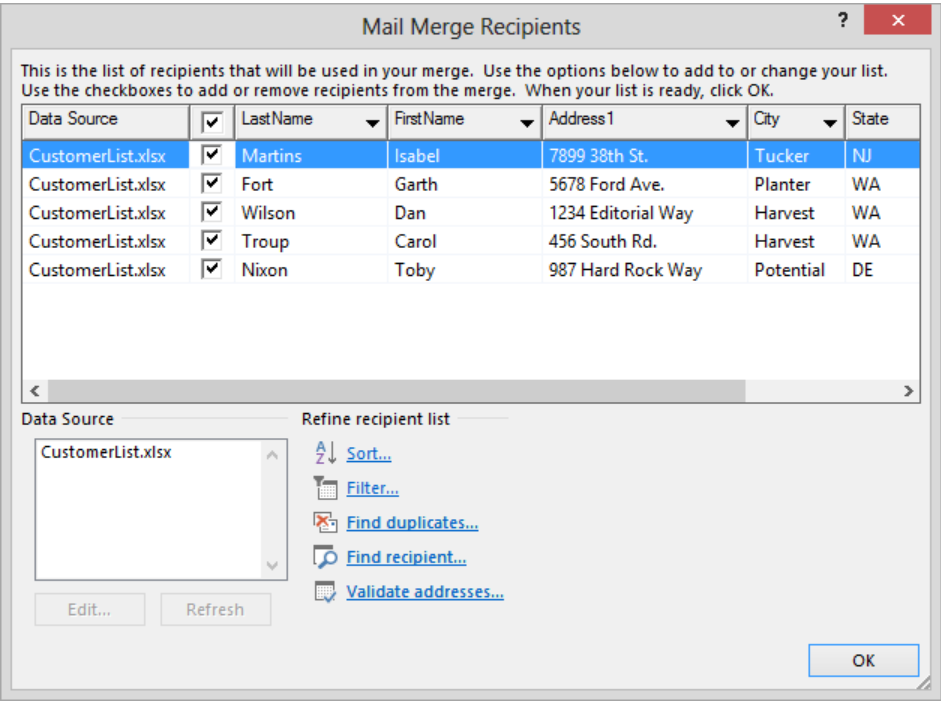 Mail Merge Recipients
?
This is the list of recipients that will be used in your merge.  Use the options below to add to or change your list.
Use the checkboxes to add or remove recipients from the merge.  When your list is ready, click OK.
Data Source LastName FirstName Address1 City State
CustomerList.xlsx Martins Isabel 7899 38th St. Tucker NJ
CustomerList.xlsx Fort Garth 5678 Ford Ave. Planter WA
CustomerList.xlsx Wilson Dan 1234 Editorial Way Harvest WA
CustomerList.xlsx Troup Carol 456 South Rd. Harvest WA
CustomerList.xlsx Nixon Toby 987 Hard Rock Way Potential DE
Data Source
CustomerList.xlsx
Edit... Refresh
Refine recipient list
A
Z
Sort...
Filter...
Find duplicates...
Find recipient...
Validate addresses...
OK